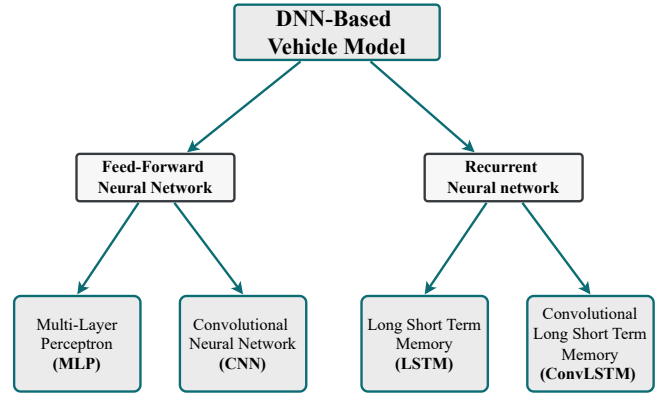 DNN-Based
Vehicle Model
Feed-Forward
Neural Network
Recurrent
Neural network
Multi-Layer
Perceptron
(MLP)
Convolutional
Neural Network
(CNN)
Long Short Term
Memory
(LSTM)
Convolutional
Long Short Term
Memory
(ConvLSTM)